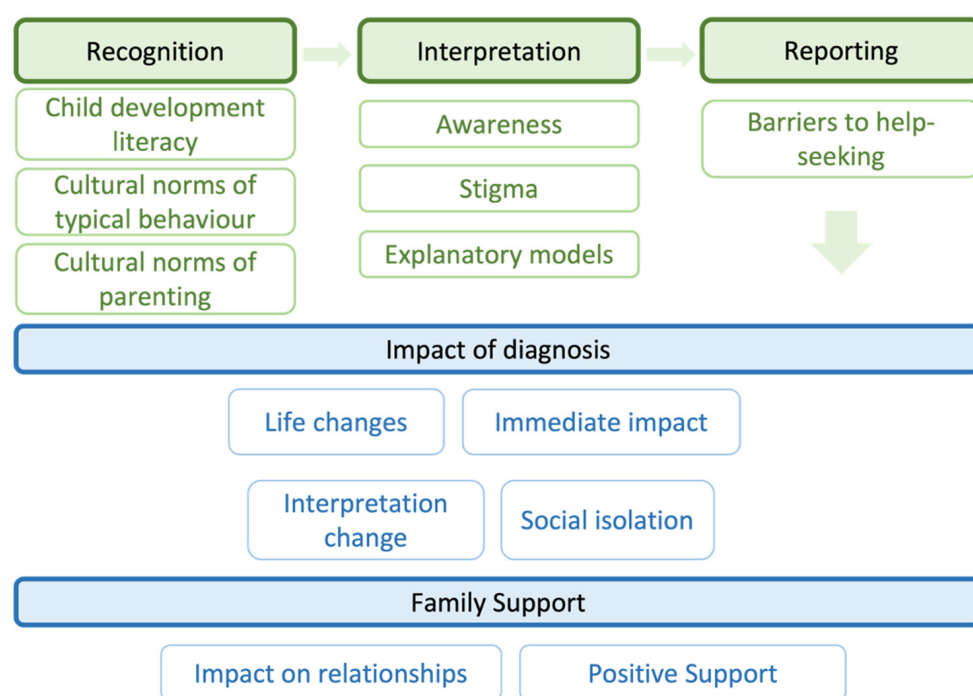 Recognition
Interpretation
Reporting
Child development
literacy
Cultural norms of
typical behaviour
Cultural norms of
parenting
Awareness
Stigma
Explanatory models
Barriers to help-
seeking
Impact of diagnosis
Life changes
Immediate impact
Interpretation
change
Social isolation
Family Support
Impact on relationships
Positive Support